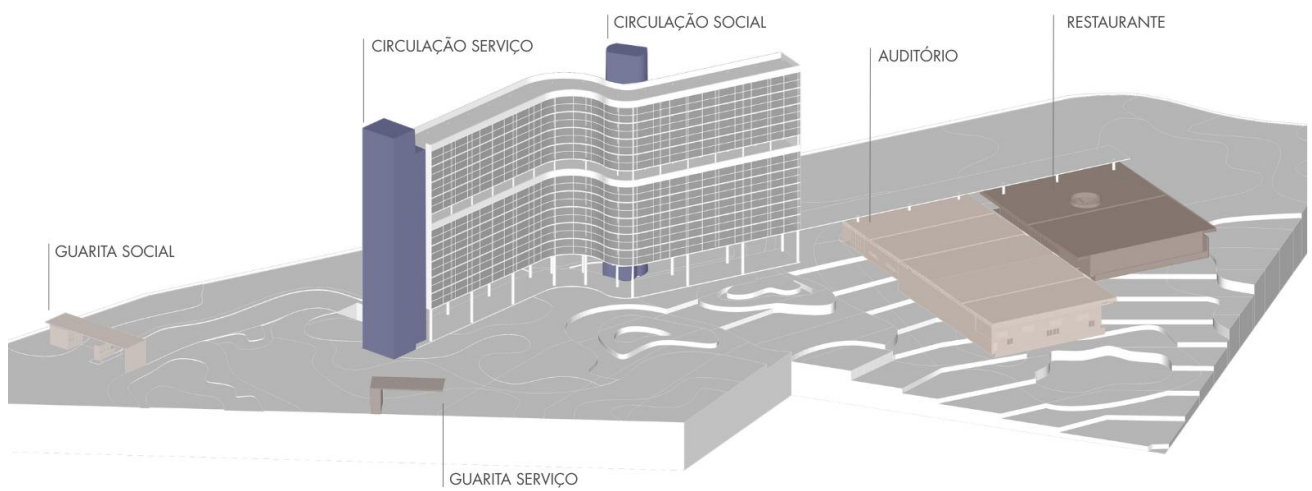 CIRCULAÇÃO SOCIAL
RESTAURANTE
CIRCULAÇÃO SERVIÇO
AUDITÓRIO
GUARITA SOCIAL
GUARITA SERVIÇO